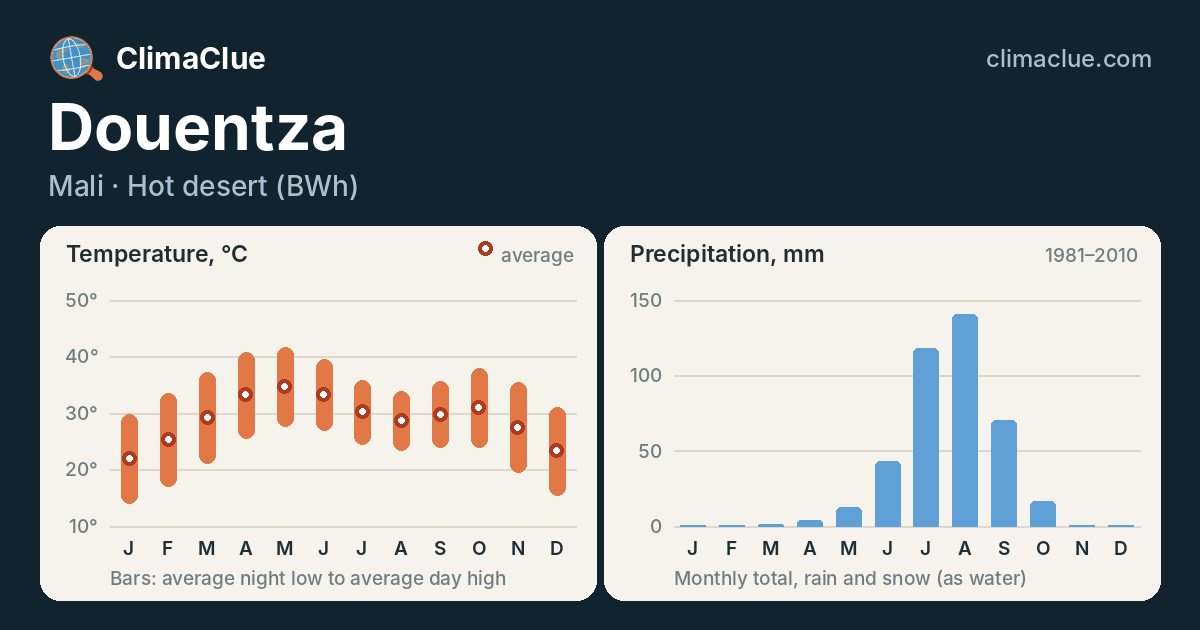 ClimaClue
climaclue.com
Douentza
Mali · Hot desert (BWh)
Temperature, °C
average
50°
40°
30°
20°
10°
J F M A M J J A S O N D
Bars: average night low to average day high
Precipitation, mm
1981–2010
150
100
50
0
J F M A M J J A S O N D
Monthly total, rain and snow (as water)